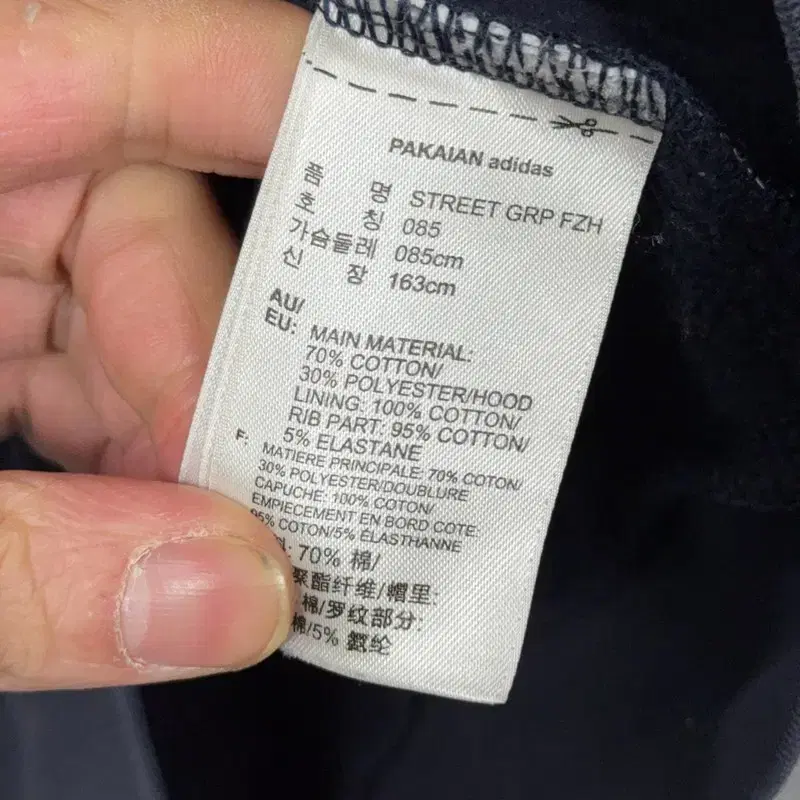 PAKAIAN adidas
품 명 STREET GRP FZH
호 칭 085
가슴둘레 085cm
신 장 163cm
AU/
EU: MAIN MATERIAL:
70% COTTON/
30% POLYESTER/HOOD
LINING: 100% COTTON/
RIB PART: 95% COTTON/
5% ELASTANE
F: MATIERE PRINCIPALE: 70% COTON/
30% POLYESTER/DOUBLURE
CAPUCHE: 100% COTON/
EMPIECEMENT EN BORD COTE:
95% COTON/5% ELASTHANNE
70% 棉/
聚酯纤维/帽里:
棉/罗纹部分:
棉/5% 氨纶